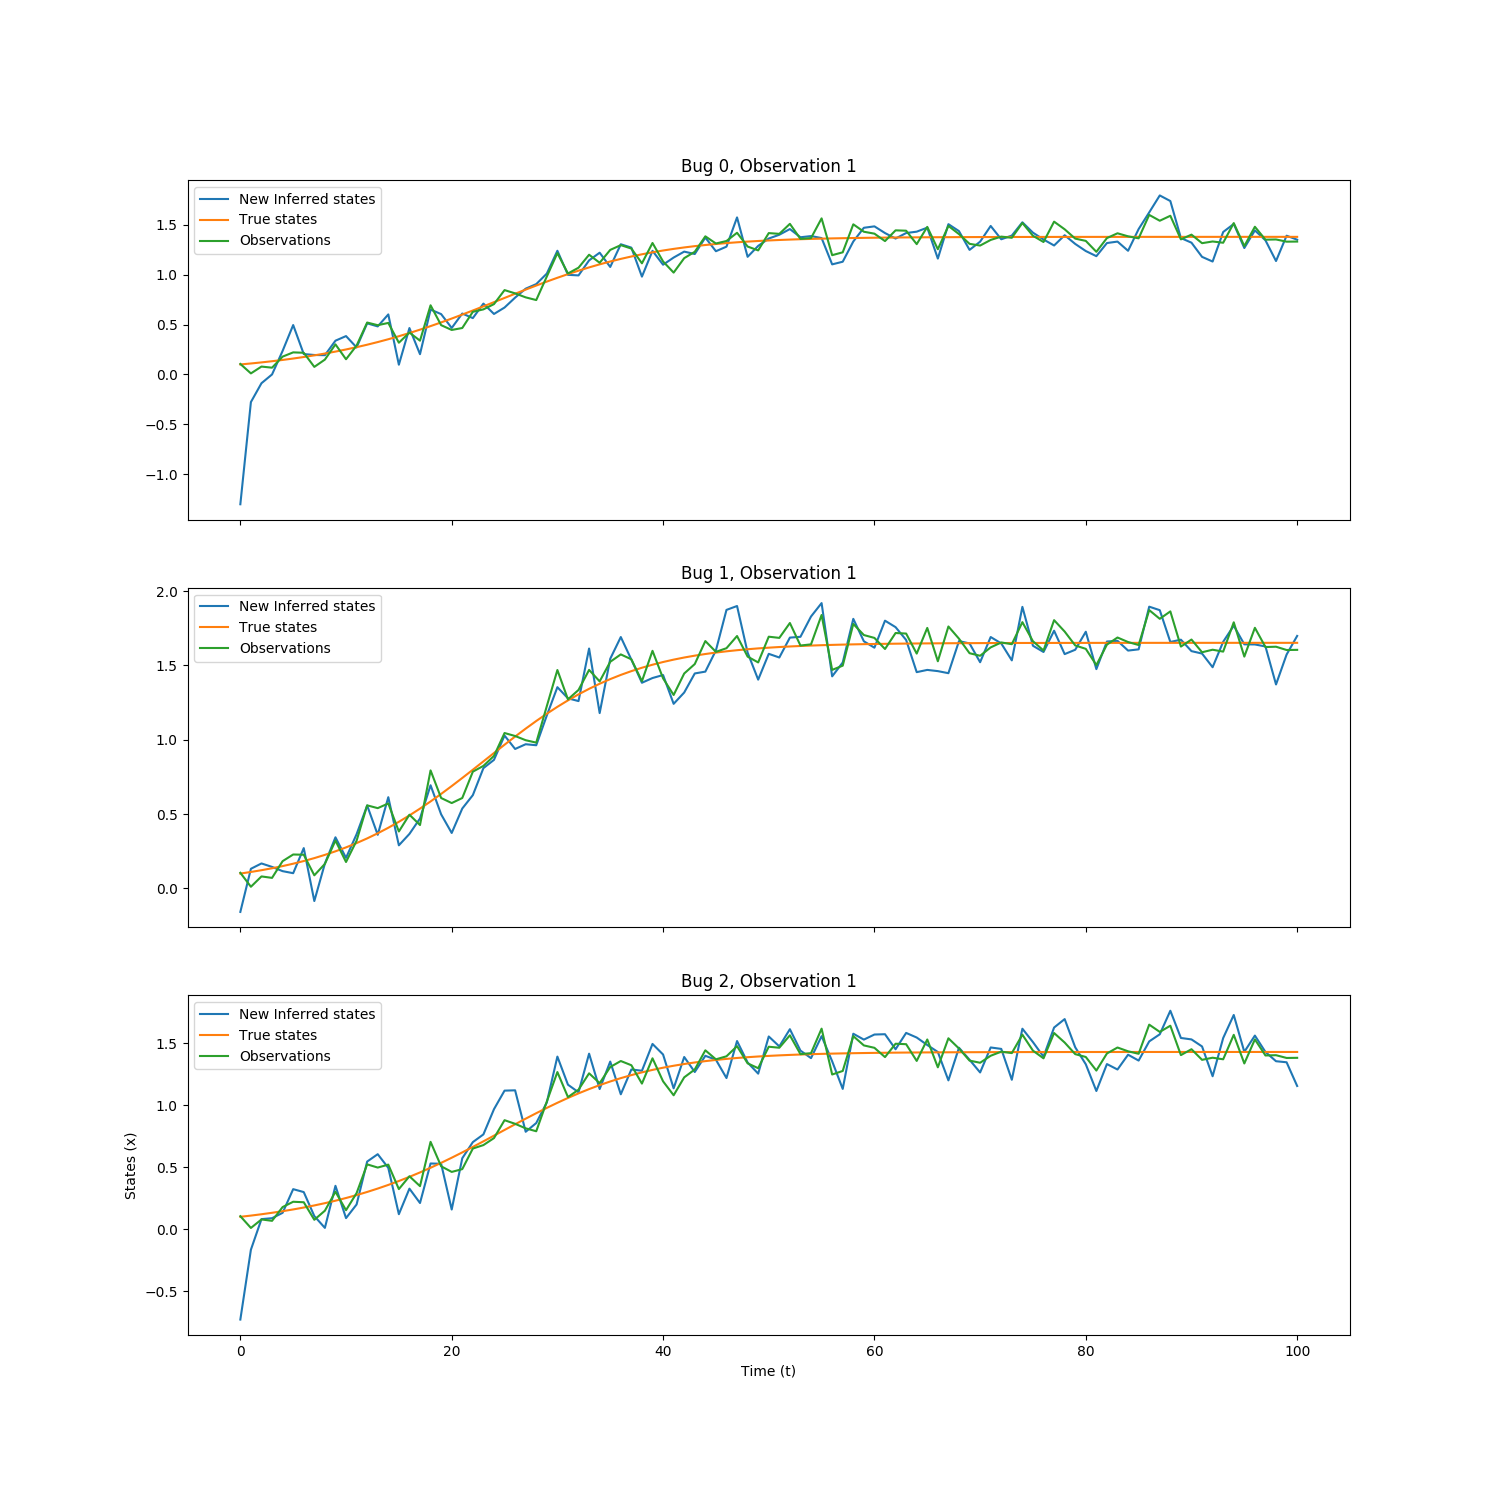 Bug 0, Observation 1
New Inferred states
True states
Observations
1.5
1.0
0.5
0.0
−0.5
−1.0
Bug 1, Observation 1
New Inferred states
True states
Observations
2.0
1.5
1.0
0.5
0.0
Bug 2, Observation 1
New Inferred states
True states
Observations
1.5
1.0
0.5
0.0
−0.5
States (x)
0 20 40 60 80 100
Time (t)